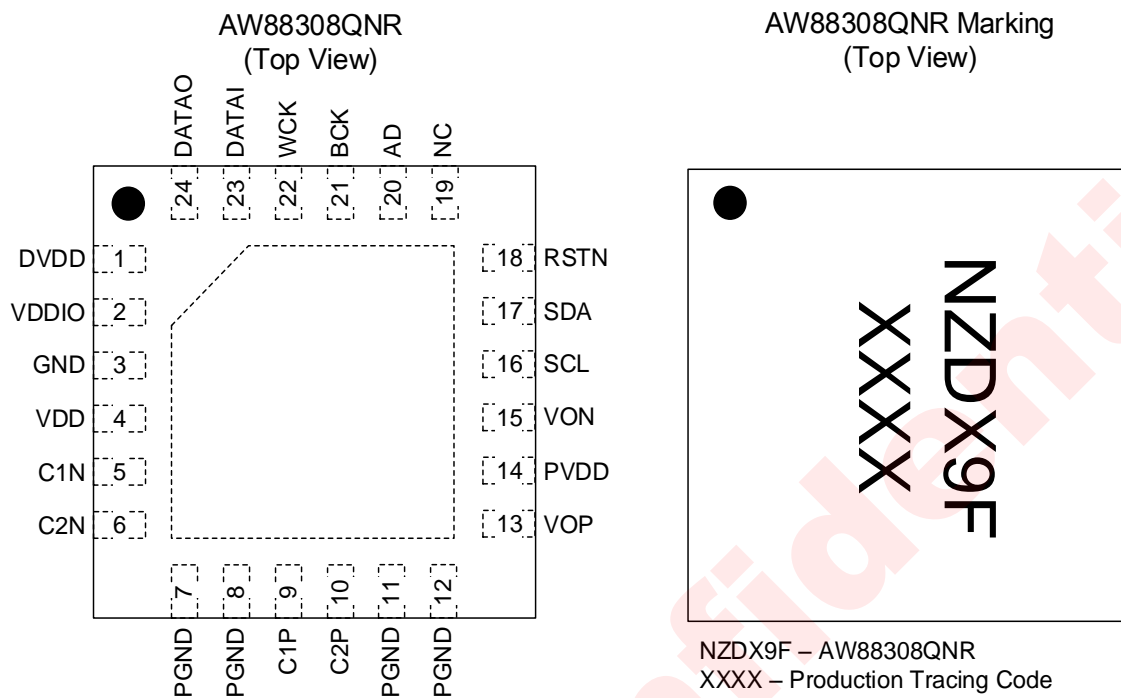 AW88308QNR
(Top View)
DATAO
DATAI
WCK
BCK
AD
NC
24
23
22
21
20
19
DVDD 1
VDDIO 2
GND 3
VDD 4
C1N 5
C2N 6
18 RSTN
17 SDA
16 SCL
15 VON
14 PVDD
13 VOP
7
8
9
10
11
12
PGND
PGND
C1P
C2P
PGND
PGND
AW88308QNR Marking
(Top View)
NZDX9F
XXXX
NZDX9F – AW88308QNR
XXXX – Production Tracing Code